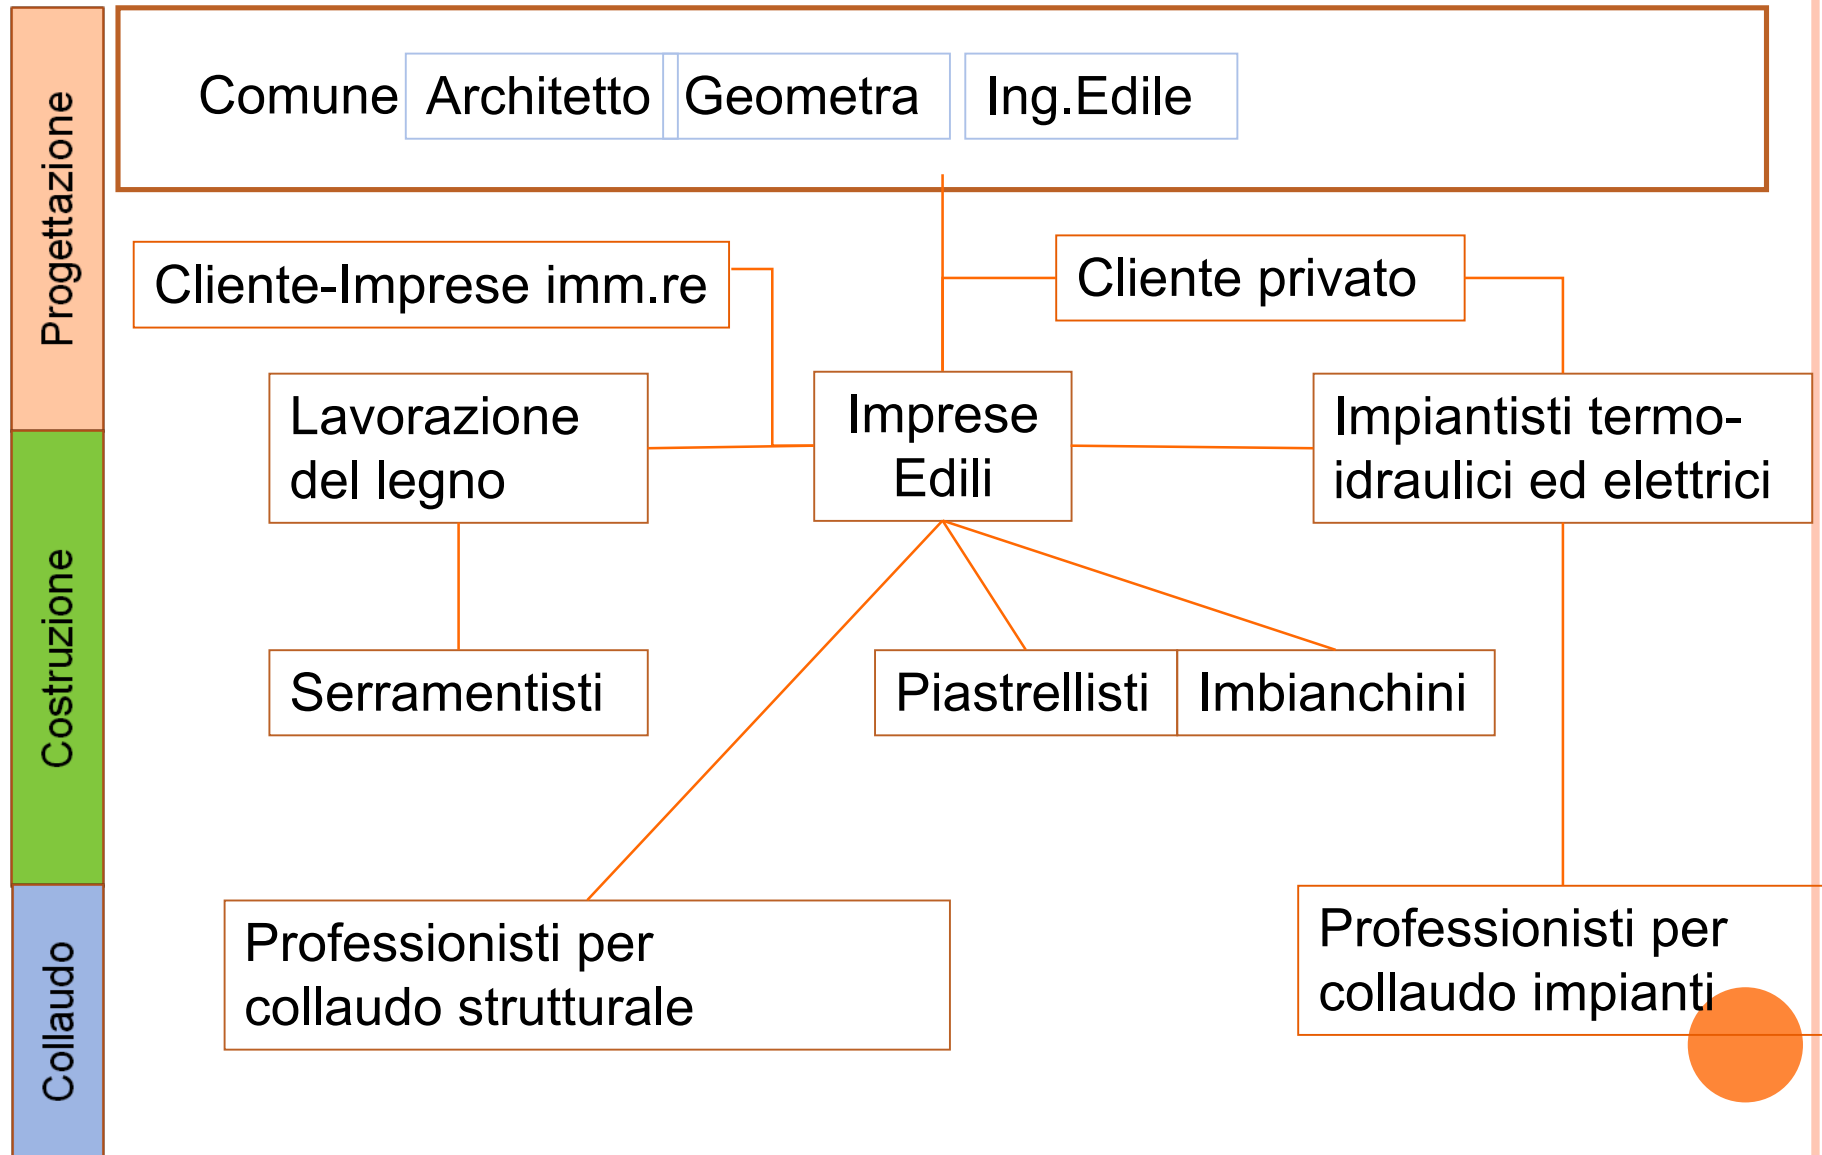 Progettazione
Comune Architetto Geometra Ing.Edile
Cliente-Imprese imm.re
Cliente privato
Lavorazione
del legno
Imprese
Edili
Impiantisti termo-
idraulici ed elettrici
Costruzione
Serramentisti
Piastrellisti
Imbianchini
Collaudo
Professionisti per
collaudo strutturale
Professionisti per
collaudo impianti